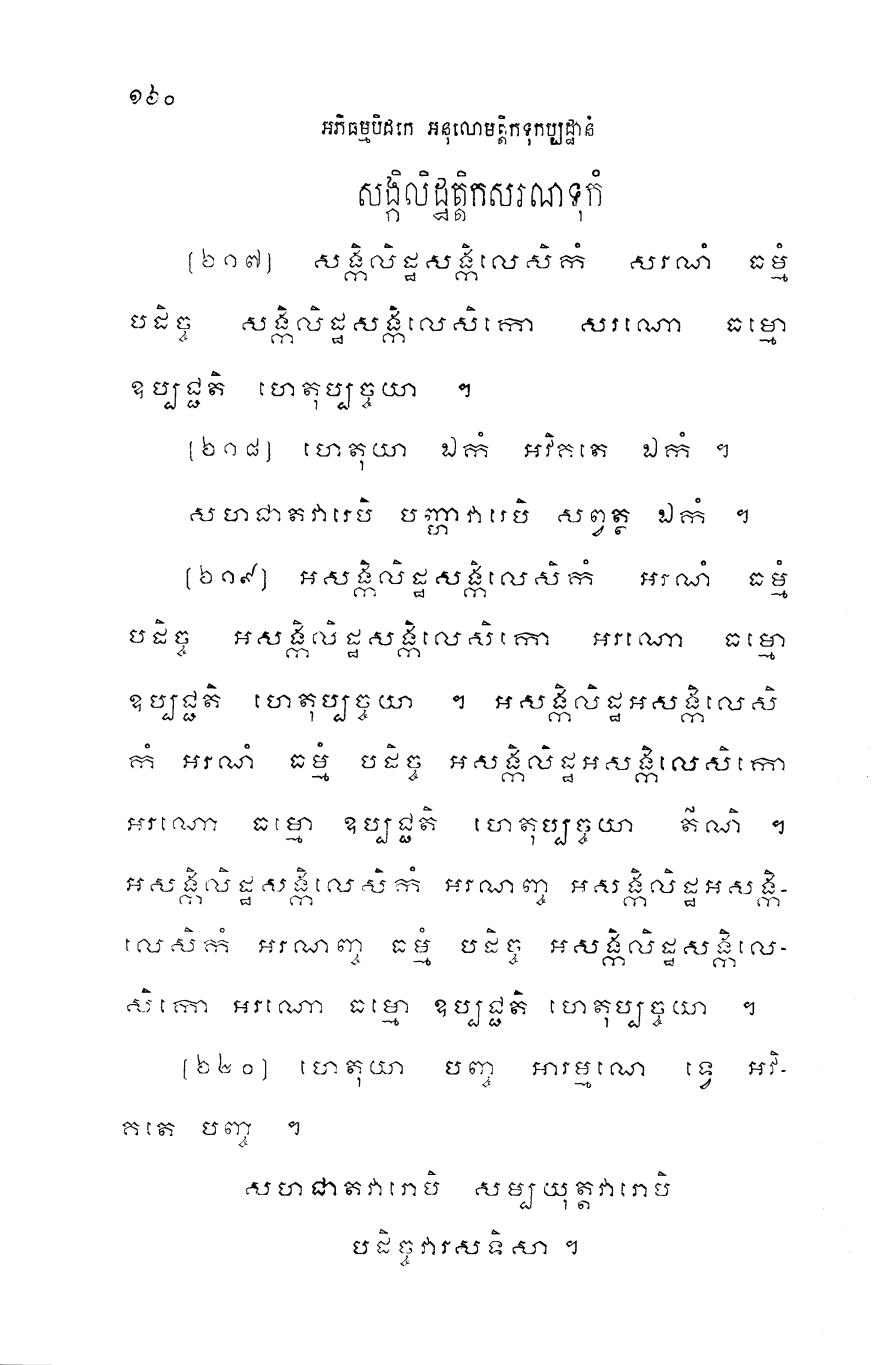 ១៦០
អភិធម្មបិដកេ អនុលោមត្តិកទុកប្បដ្ឋានំ
សង្កិលិដ្ឋត្តិកសរណទុកំ
[២១៧] សង្កិលិដ្ឋសង្កិលេសិកំ សរណំ ធម្មំ
បដិច្ច សង្កិលិដ្ឋសង្កិលេសិកោ សរណោ ធម្មោ
ឧប្បជ្ជតិ ហេតុប្បច្ចយា ។
[២១៨] ហេតុយា ឯកំ អវិគតេ ឯកំ ។
សហជាតវារេបិ បញ្ហាវារេបិ សព្វត្ថ ឯកំ ។
[២១៩] អសង្កិលិដ្ឋសង្កិលេសិកំ អរណំ ធម្មំ
បដិច្ច អសង្កិលិដ្ឋសង្កិលេសិកោ អរណោ ធម្មោ
ឧប្បជ្ជតិ ហេតុប្បច្ចយា ។ អសង្កិលិដ្ឋអសង្កិលេសិ
កំ អរណំ ធម្មំ បដិច្ច អសង្កិលិដ្ឋអសង្កិលេសិកោ
អរណោ ធម្មោ ឧប្បជ្ជតិ ហេតុប្បច្ចយា តីណិ ។
អសង្កិលិដ្ឋសង្កិលេសិកំ អរណញ្ច អសង្កិលិដ្ឋអសង្កិ-
លេសិកំ អរណញ្ច ធម្មំ បដិច្ច អសង្កិលិដ្ឋសង្កិលេ-
សិកោ អរណោ ធម្មោ ឧប្បជ្ជតិ ហេតុប្បច្ចយា ។
[២២០] ហេតុយា បញ្ច អារម្មណេ ទ្វេ អវិ-
គតេ បញ្ច ។
សហជាតវារោបិ សម្បយុត្តវារោបិ
បដិច្ចវារសទិសា ។